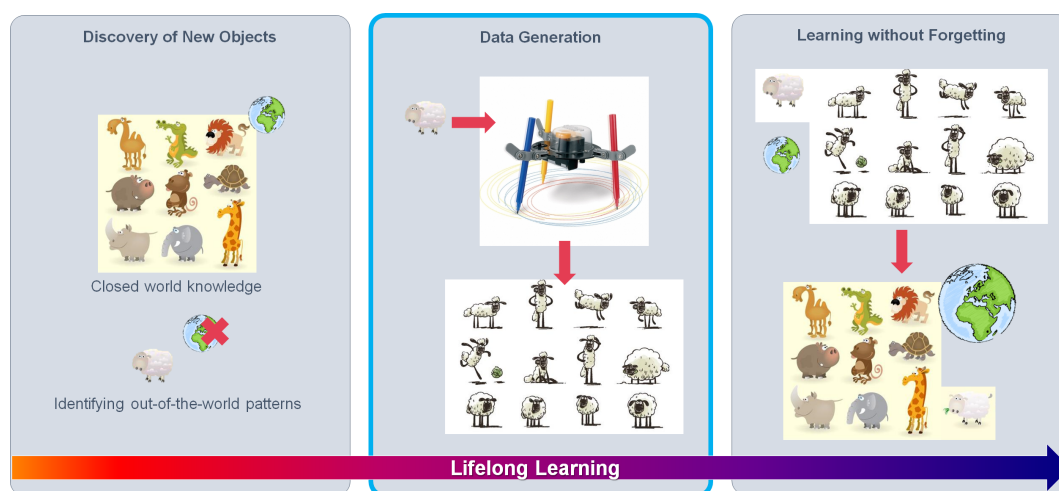 Discovery of New Objects
Closed world knowledge
Identifying out-of-the-world patterns
Data Generation
Learning without Forgetting
Lifelong Learning